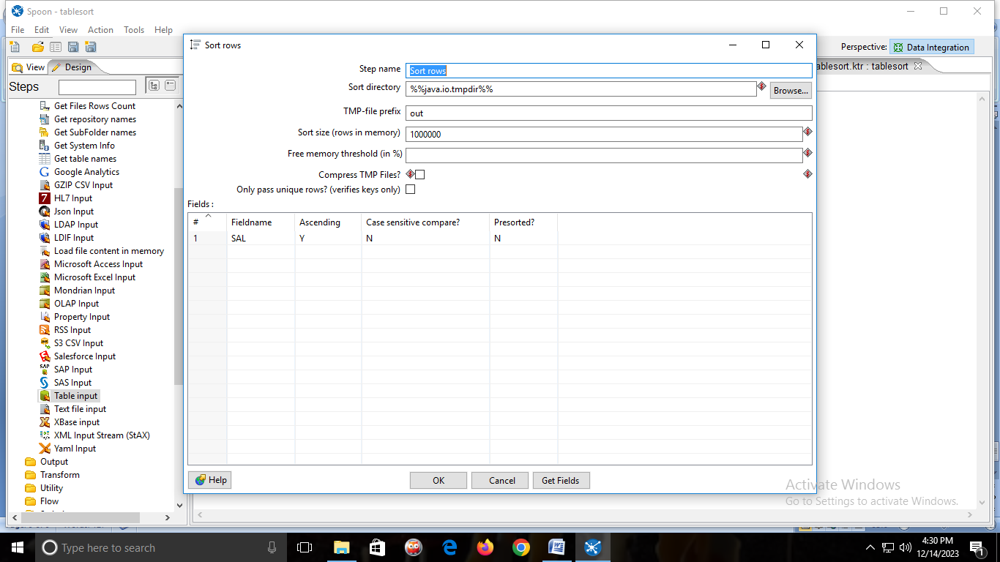 Spoon - tablesort
File Edit View Action Tools Help
Perspective: Data Integration
View Design
ablesort.ktr : tablesort
Steps
Get Files Rows Count
Get repository names
Get SubFolder names
Get System Info
Get table names
Google Analytics
GZIP CSV Input
HL7 Input
Json Input
LDAP Input
LDIF Input
Load file content in memory
Microsoft Access Input
Microsoft Excel Input
Mondrian Input
OLAP Input
Property Input
RSS Input
S3 CSV Input
Salesforce Input
SAP Input
SAS Input
Table input
Text file input
XBase input
XML Input Stream (StAX)
Yaml Input
Output
Transform
Utility
Flow
Sort rows
Step name Sort rows
Sort directory %%java.io.tmpdir%% Browse...
TMP-file prefix out
Sort size (rows in memory) 1000000
Free memory threshold (in %)
Compress TMP Files?
Only pass unique rows? (verifies keys only)
Fields :
# Fieldname Ascending Case sensitive compare? Presorted?
1 SAL Y N N
Help OK Cancel Get Fields
Activate Windows
Go to Settings to activate Windows.
Type here to search
4:30 PM
12/14/2023
1